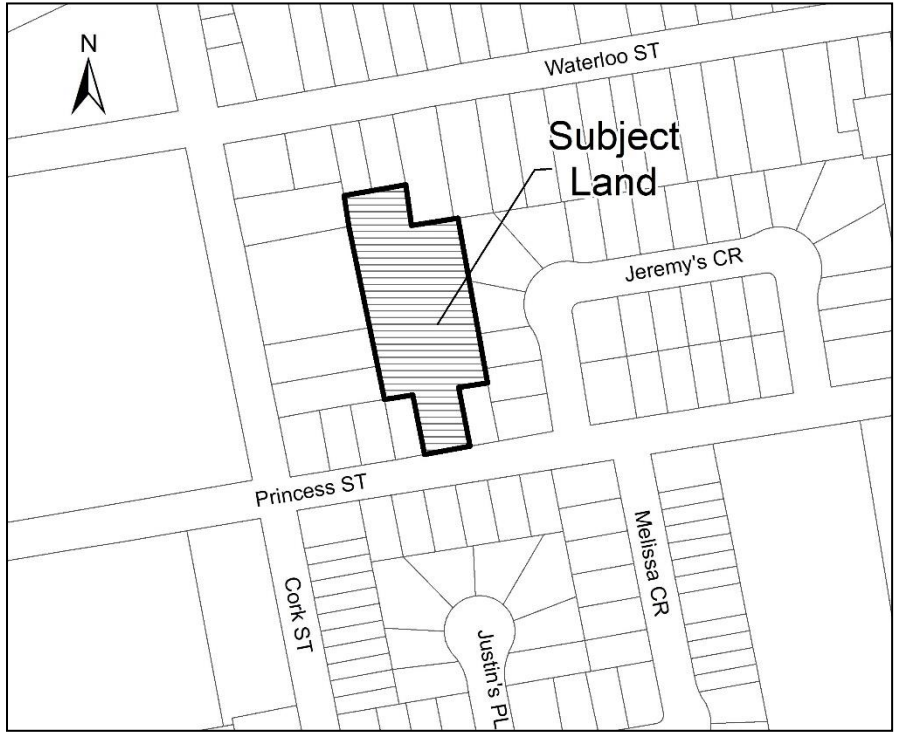 N
Waterloo ST
Subject
Land
Jeremy's CR
Princess ST
Melissa CR
Cork ST
Justin's PL